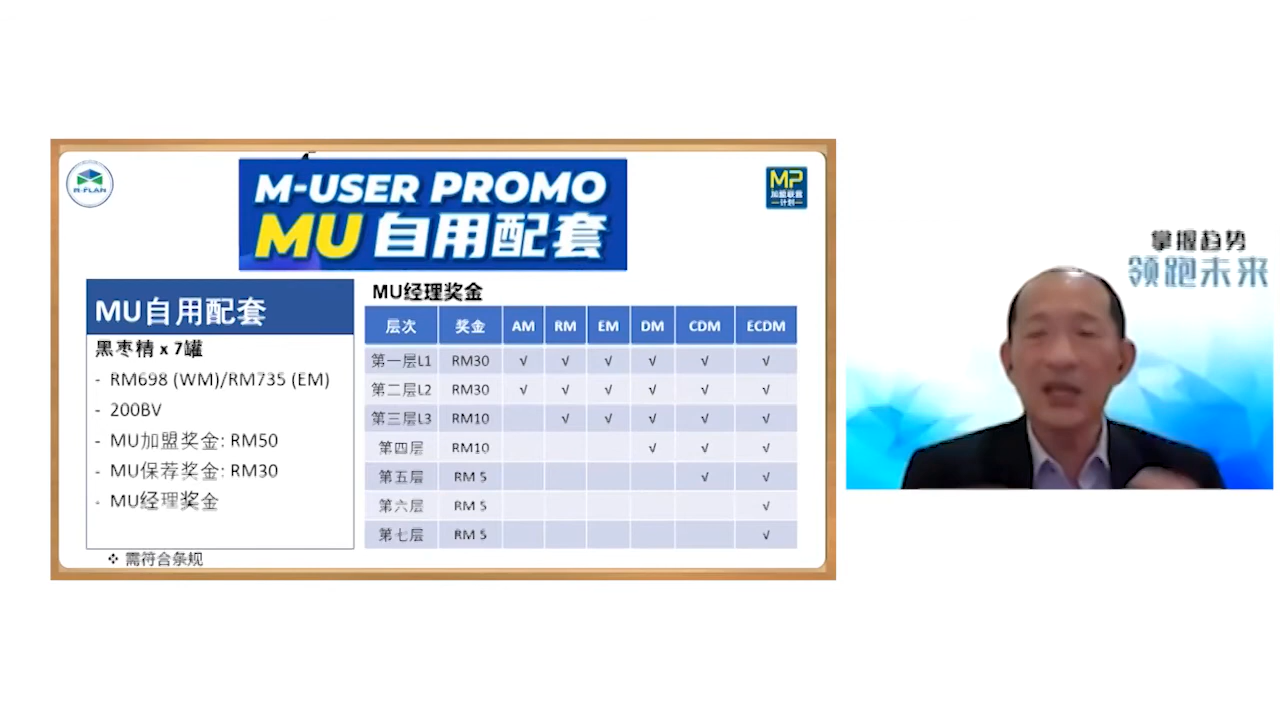 M-PLAN
M-USER PROMO
MU 自用配套
MP
加盟联营
计划
MU自用配套
黑枣精 x 7罐
- RM698 (WM)/RM735 (EM)
- 200BV
- MU加盟奖金: RM50
- MU保荐奖金: RM30
- MU经理奖金
❖ 需符合条规
MU经理奖金
层次 奖金 AM RM EM DM CDM ECDM
第一层L1 RM30 √ √ √ √ √ √
第二层L2 RM30 √ √ √ √ √ √
第三层L3 RM10 √ √ √ √ √
第四层 RM10 √ √ √
第五层 RM 5 √ √
第六层 RM 5 √
第七层 RM 5 √
掌握趋势
领跑未来